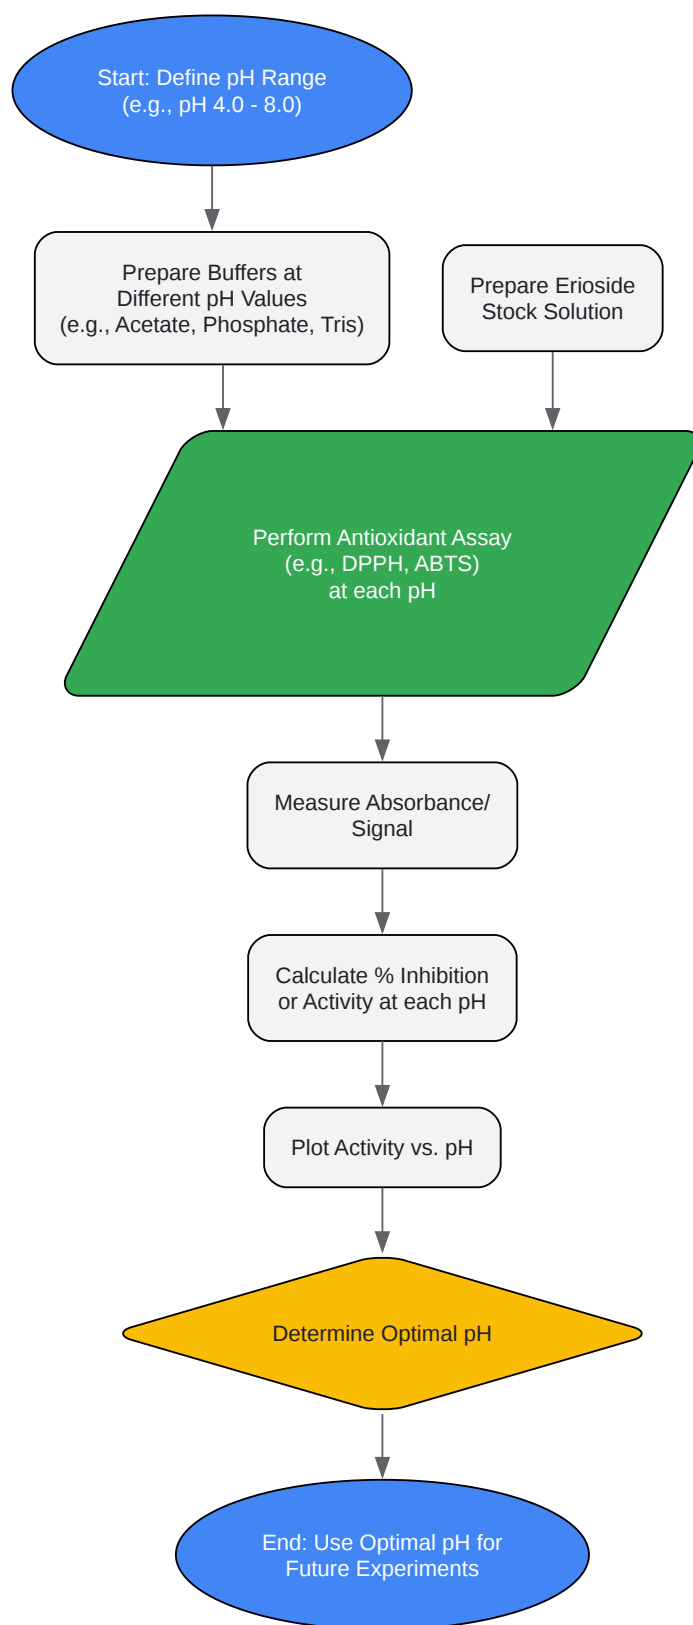 Start: Define pH Range
(e.g., pH 4.0 - 8.0)
Prepare Buffers at
Different pH Values
(e.g., Acetate, Phosphate, Tris)
Prepare Erioside
Stock Solution
Perform Antioxidant Assay
(e.g., DPPH, ABTS)
at each pH
Measure Absorbance/
Signal
Calculate % Inhibition
or Activity at each pH
Plot Activity vs. pH
Determine Optimal pH
End: Use Optimal pH for
Future Experiments